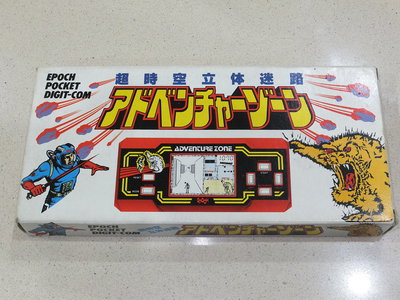 EPOCH
POCKET
DIGIT-COM
超時空立体迷路
アドベンチャーゾーン
ADVENTURE ZONE
EPOCH
POCKET
DIGIT-COM
アドベンチャーゾーン